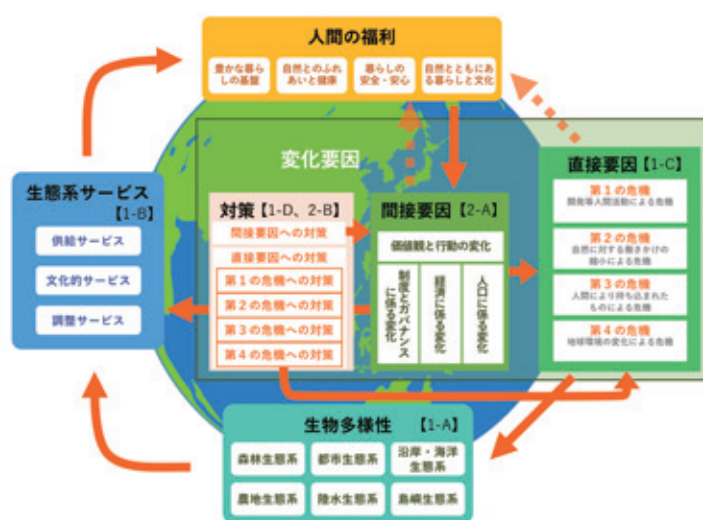 人間の福利
豊かな暮ら
しの基盤
自然とのふれ
あいと健康
暮らしの
安全・安心
自然とともにあ
る暮らしと文化
変化要因
生態系サービス
【1-B】
供給サービス
文化的サービス
調整サービス
対策【1-D、2-B】
間接要因への対策
直接要因への対策
第1の危機への対策
第2の危機への対策
第3の危機への対策
第4の危機への対策
間接要因【2-A】
価値観と行動の変化
制度とガバナンス
に係る変化
経済に係る変化
人口に係る変化
直接要因【1-C】
第1の危機
開発等人間活動による危機
第2の危機
自然に対する働きかけの
縮小による危機
第3の危機
人間により持ち込まれた
ものによる危機
第4の危機
地球環境の変化による危機
生物多様性【1-A】
森林生態系
都市生態系
沿岸・海洋
生態系
農地生態系
陸水生態系
島嶼生態系